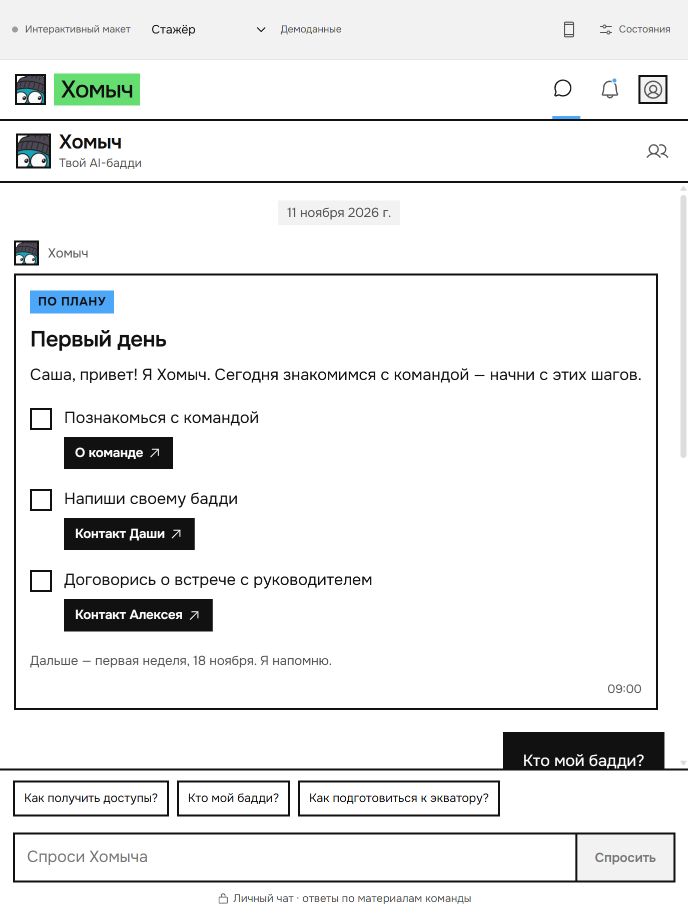 Интерактивный макет Стажёр Демоданные Состояния
Хомыч
Хомыч
Твой AI-бадди
11 ноября 2026 г.
Хомыч
ПО ПЛАНУ
Первый день
Саша, привет! Я Хомыч. Сегодня знакомимся с командой — начни с этих шагов.
Познакомься с командой
О команде ↗
Напиши своему бадди
Контакт Даши ↗
Договорись о встрече с руководителем
Контакт Алексея ↗
Дальше — первая неделя, 18 ноября. Я напомню.
09:00
Кто мой бадди?
Как получить доступы? Кто мой бадди? Как подготовиться к экватору?
Спроси Хомыча Спросить
Личный чат · ответы по материалам команды